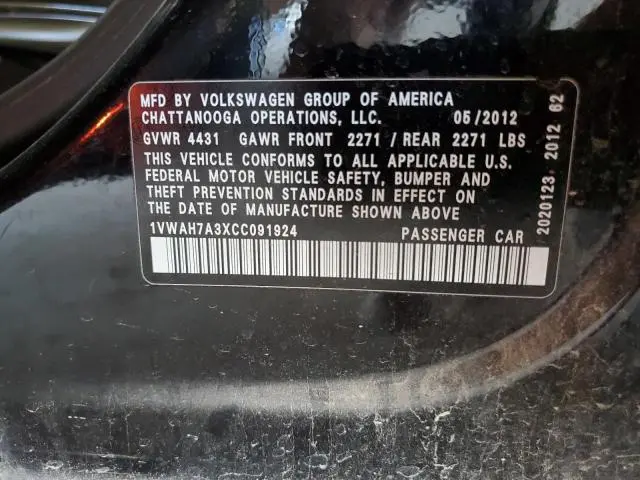 MFD BY VOLKSWAGEN GROUP OF AMERICA
CHATTANOOGA OPERATIONS, LLC. 05/2012
GVWR 4431 GAWR FRONT 2271 / REAR 2271 LBS
THIS VEHICLE CONFORMS TO ALL APPLICABLE U.S.
FEDERAL MOTOR VEHICLE SAFETY, BUMPER AND
THEFT PREVENTION STANDARDS IN EFFECT ON
THE DATE OF MANUFACTURE SHOWN ABOVE
1VWAH7A3XCC091924 PASSENGER CAR
2020123 2012 62